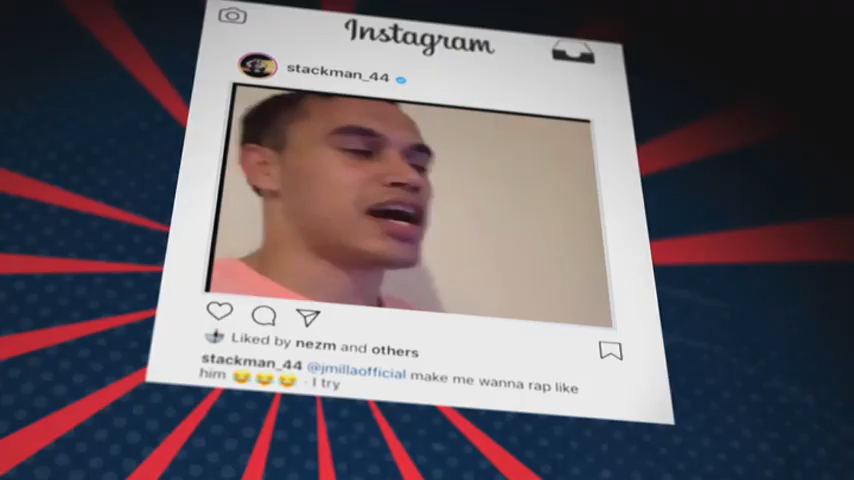 Instagram
stackman_44
Liked by nezm and others
stackman_44 @jmillaofficial make me wanna rap like
him 😂😂😂 · I try